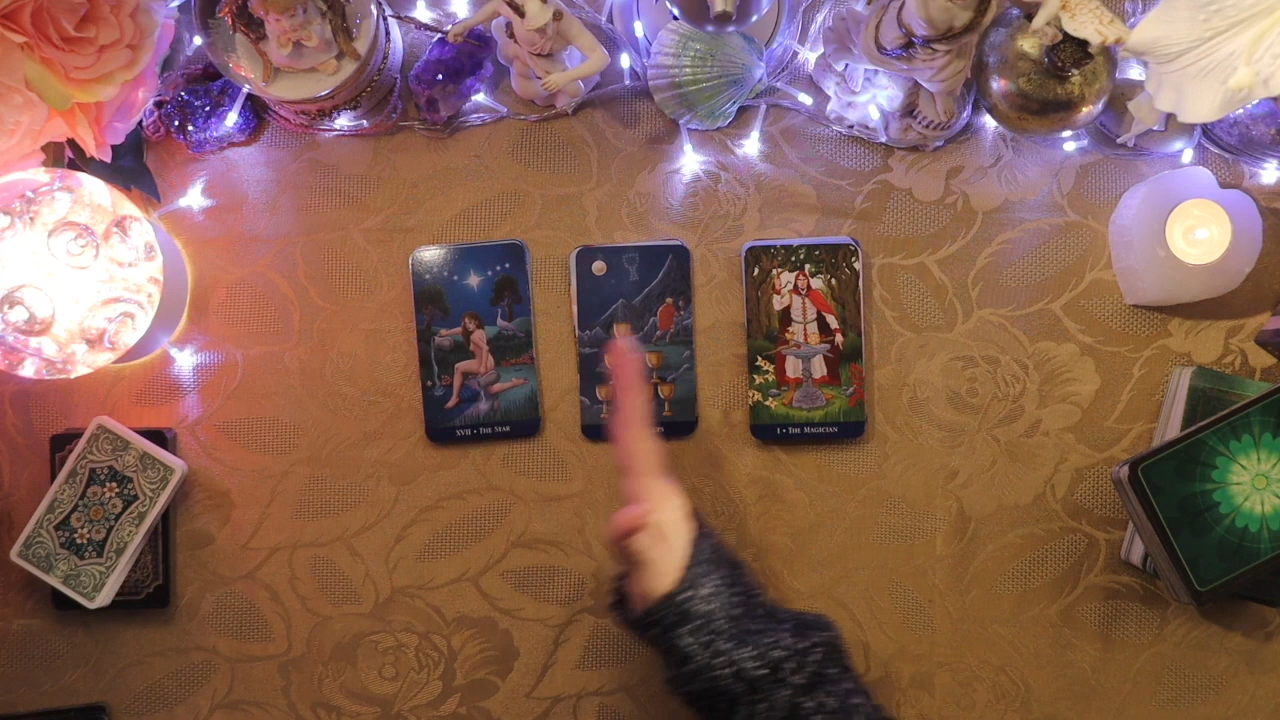 XVII • THE STAR
I • THE MAGICIAN